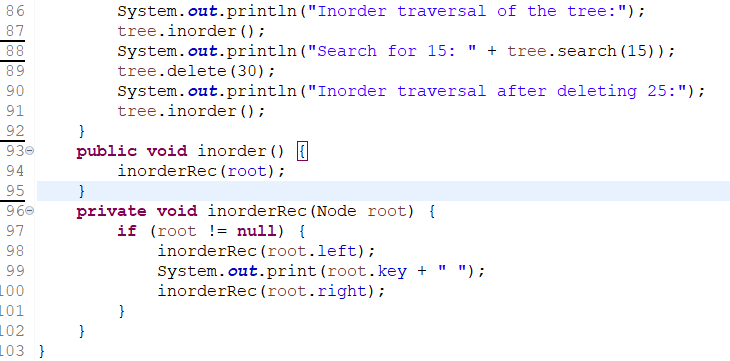 86         System.out.println("Inorder traversal of the tree:");
87         tree.inorder();
88         System.out.println("Search for 15: " + tree.search(15));
89         tree.delete(30);
90         System.out.println("Inorder traversal after deleting 25:");
91         tree.inorder();
92     }
93     public void inorder() {
94         inorderRec(root);
95     }
96     private void inorderRec(Node root) {
97         if (root != null) {
98             inorderRec(root.left);
99             System.out.print(root.key + " ");
100             inorderRec(root.right);
101         }
102     }
103 }